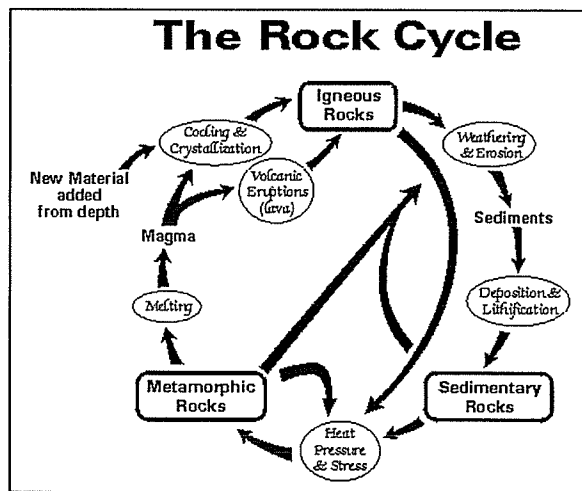 The Rock Cycle
Igneous
Rocks
Cooling &
Crystallization
Weathering
& Erosion
Volcanic
Eruptions
(Lava)
New Material
added
from depth
Sediments
Magma
Melting
Deposition &
Lithification
Metamorphic
Rocks
Sedimentary
Rocks
Heat
Pressure
& Stress